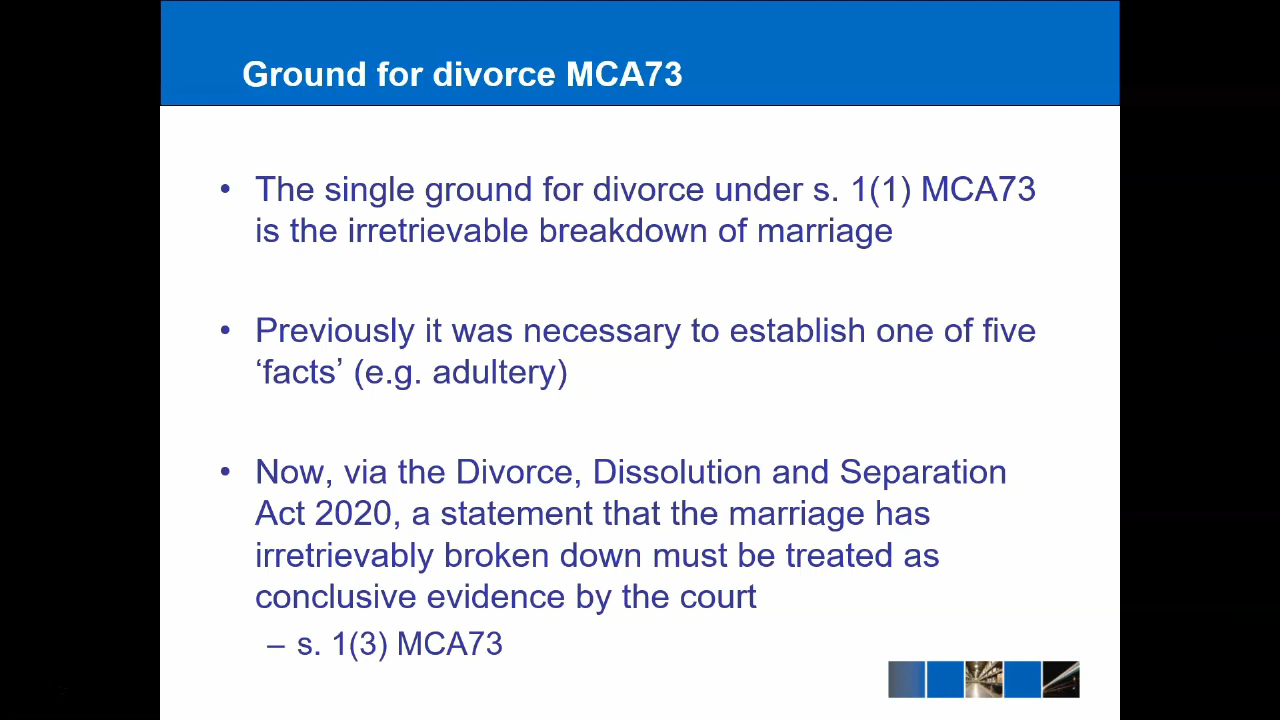 Ground for divorce MCA73
• The single ground for divorce under s. 1(1) MCA73
is the irretrievable breakdown of marriage
• Previously it was necessary to establish one of five
‘facts’ (e.g. adultery)
• Now, via the Divorce, Dissolution and Separation
Act 2020, a statement that the marriage has
irretrievably broken down must be treated as
conclusive evidence by the court
– s. 1(3) MCA73